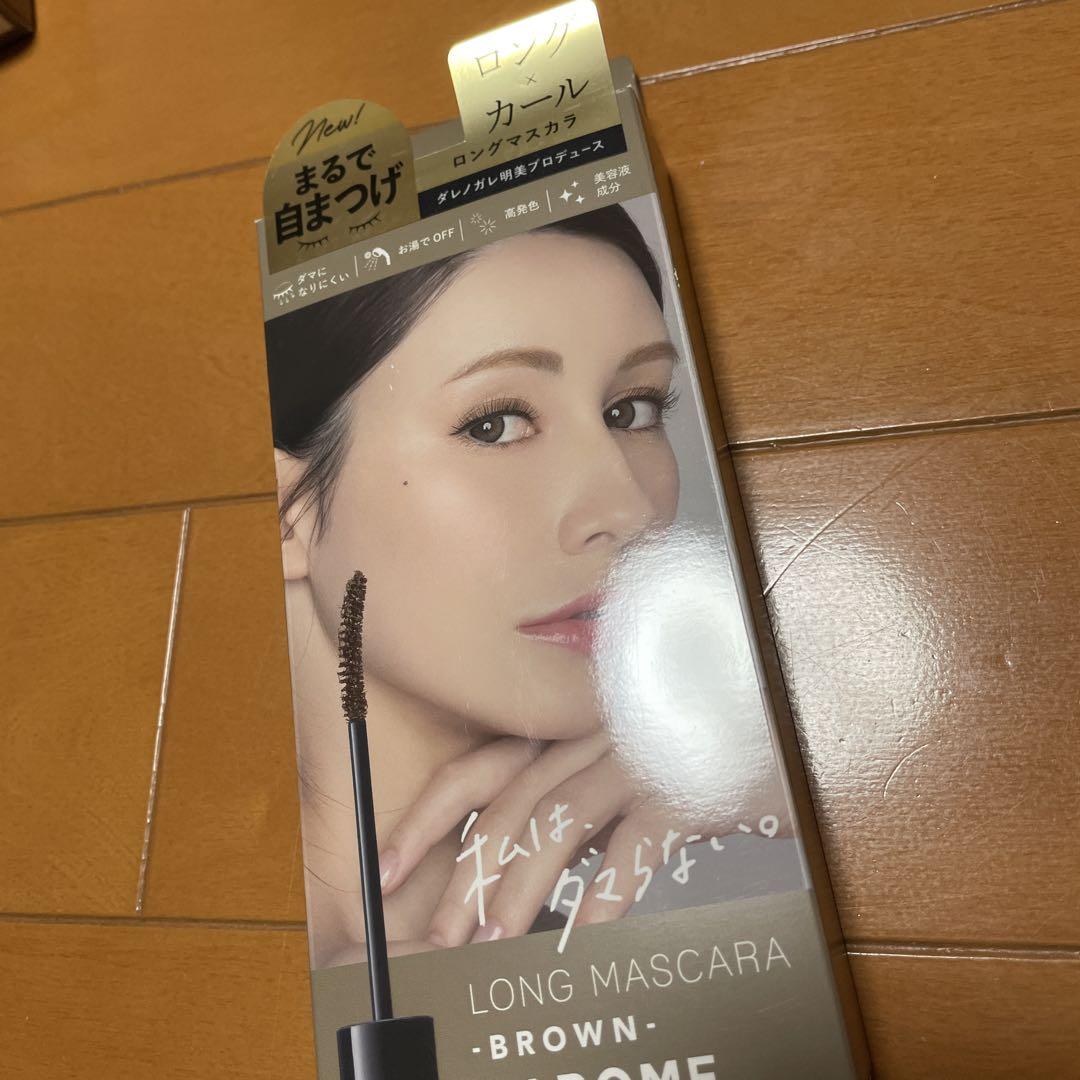 New!
まるで
自まつげ
ロング
×
カール
ロングマスカラ
ダレノガレ明美プロデュース
ダマに
なりにくい
お湯でOFF
高発色
美容液
成分
私は、
ダマらない。
LONG MASCARA
-BROWN-